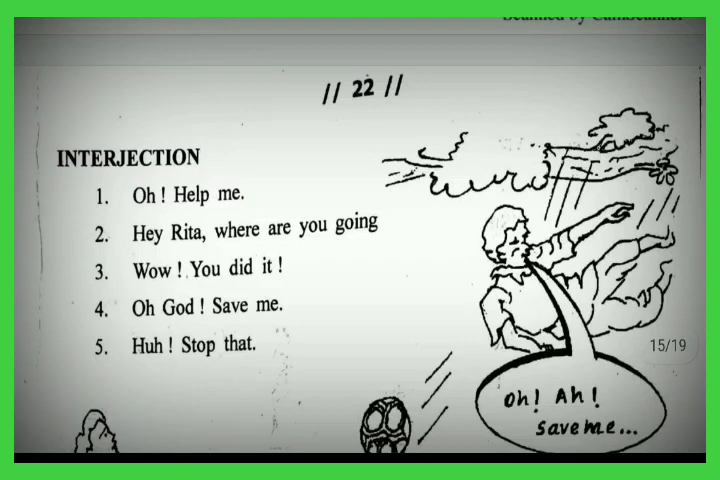 // 22 //
INTERJECTION
1. Oh ! Help me.
2. Hey Rita, where are you going
3. Wow ! You did it !
4. Oh God ! Save me.
5. Huh ! Stop that.
15/19
Oh! Ah!
Save me...